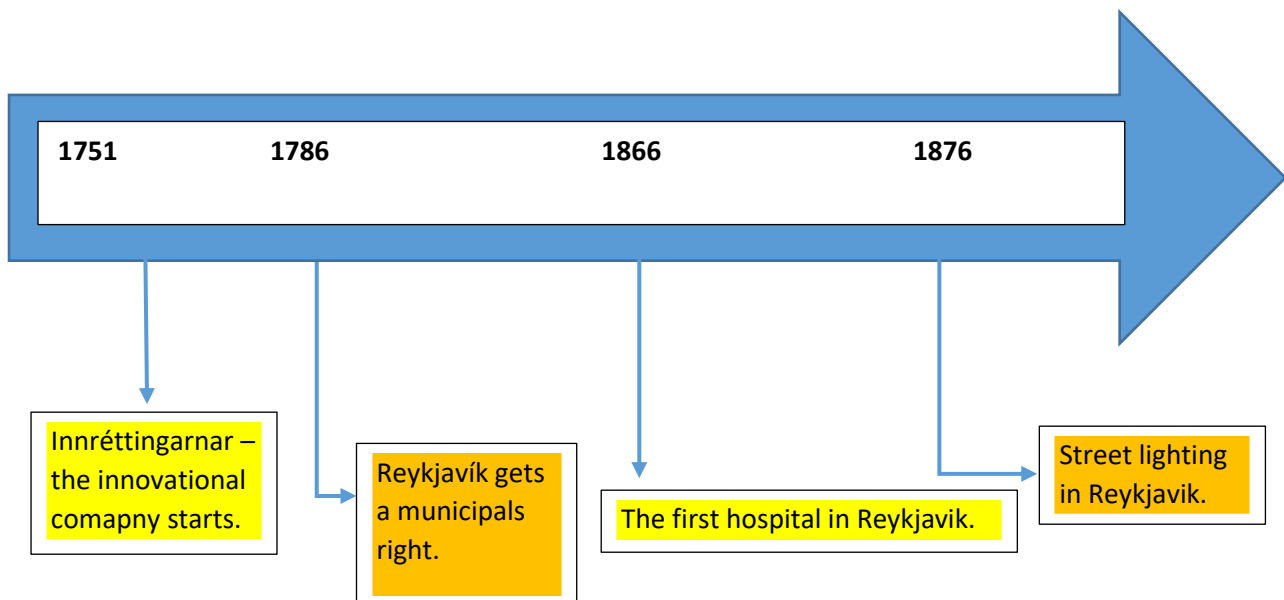 1751 1786 1866 1876
Innréttingarnar –
the innovational
comapny starts.
Reykjavík gets
a municipals
right.
The first hospital in Reykjavik.
Street lighting
in Reykjavik.